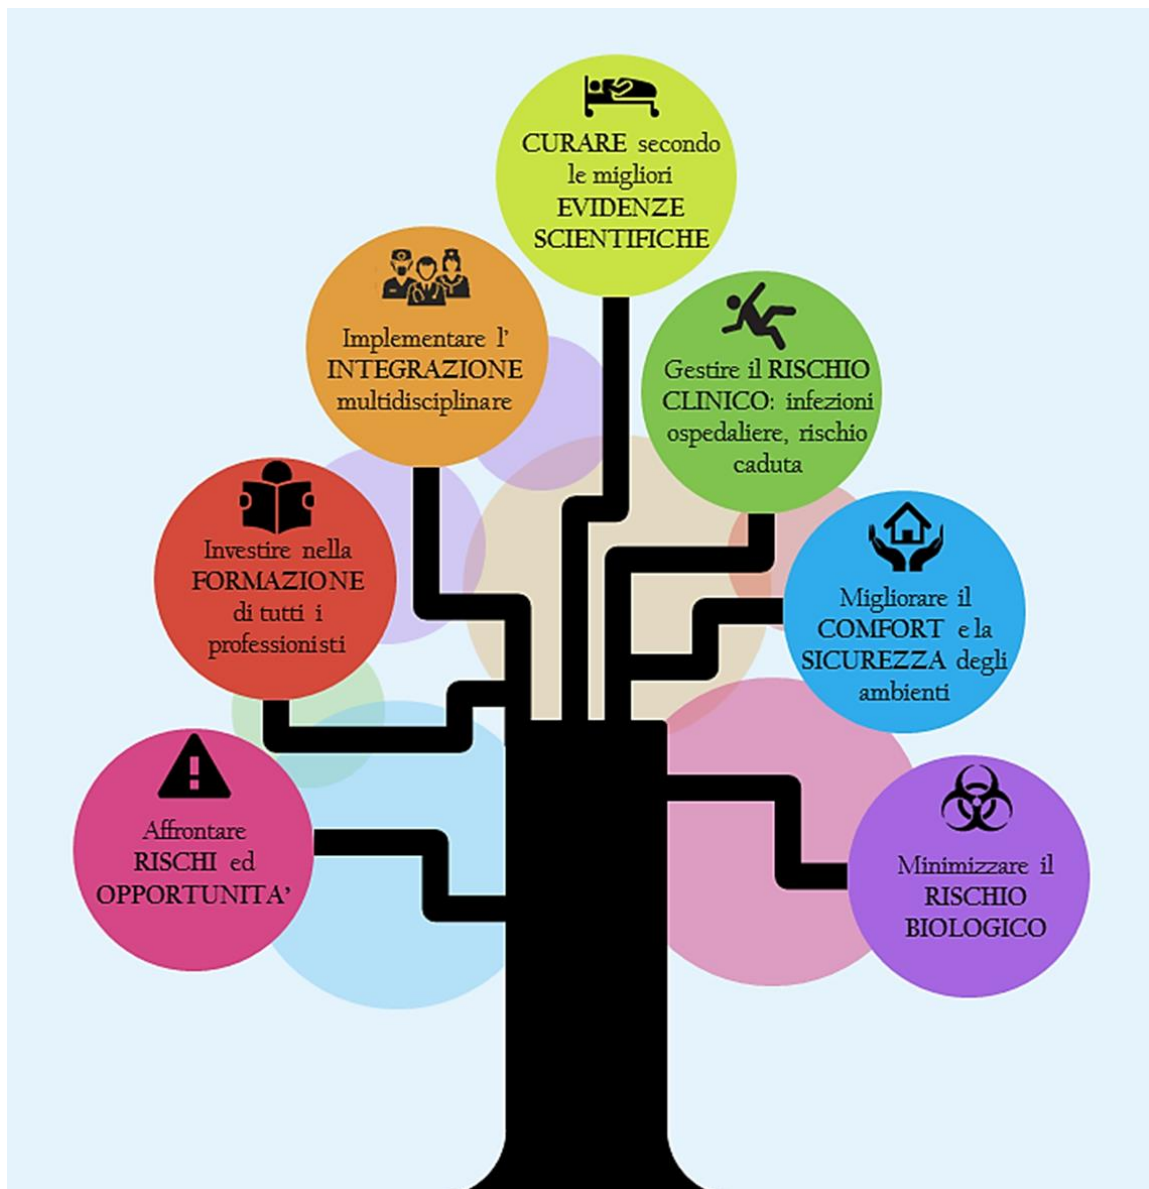 CURARE secondo
le migliori
EVIDENZE
SCIENTIFICHE
Implementare l'
INTEGRAZIONE
multidisciplinare
Gestire il RISCHIO
CLINICO: infezioni
ospedaliere, rischio
caduta
Investire nella
FORMAZIONE
di tutti i
professionisti
Migliorare il
COMFORT e la
SICUREZZA degli
ambienti
Affrontare
RISCHI ed
OPPORTUNITA'
Minimizzare il
RISCHIO
BIOLOGICO